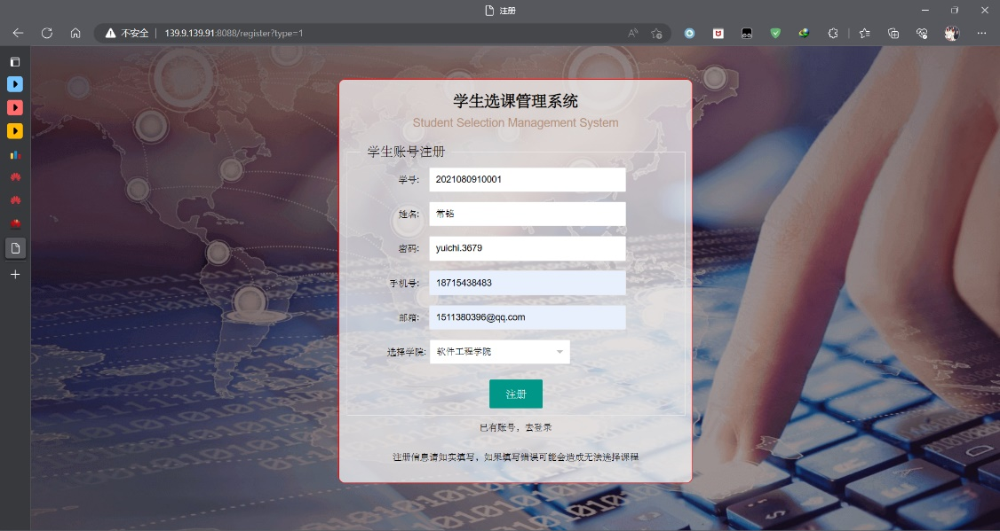 注册
不安全 139.9.139.91:8088/register?type=1
学生选课管理系统
Student Selection Management System
学生账号注册
学号: 2021080910001
姓名: 常铭
密码: yuichi.3679
手机号: 18715438483
邮箱: 1511380396@qq.com
选择学院: 软件工程学院
注册
已有账号，去登录
注册信息请如实填写，如果填写错误可能会造成无法选择课程